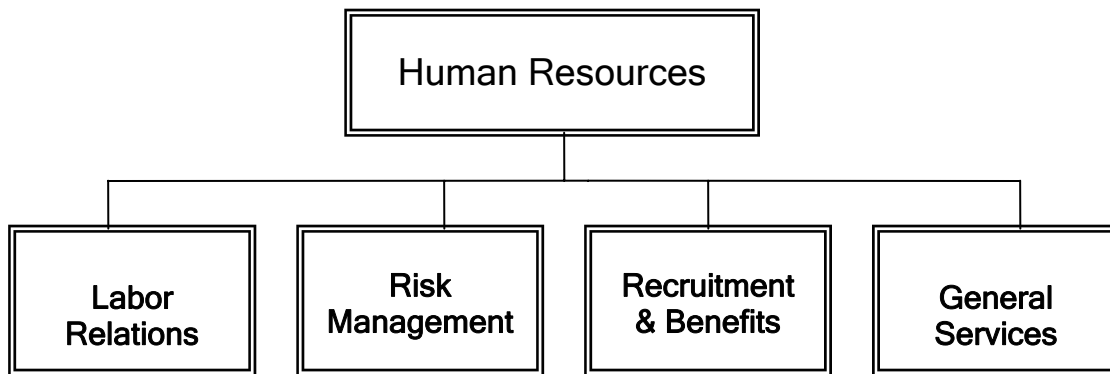 Human Resources
Labor
Relations
Risk
Management
Recruitment
& Benefits
General
Services